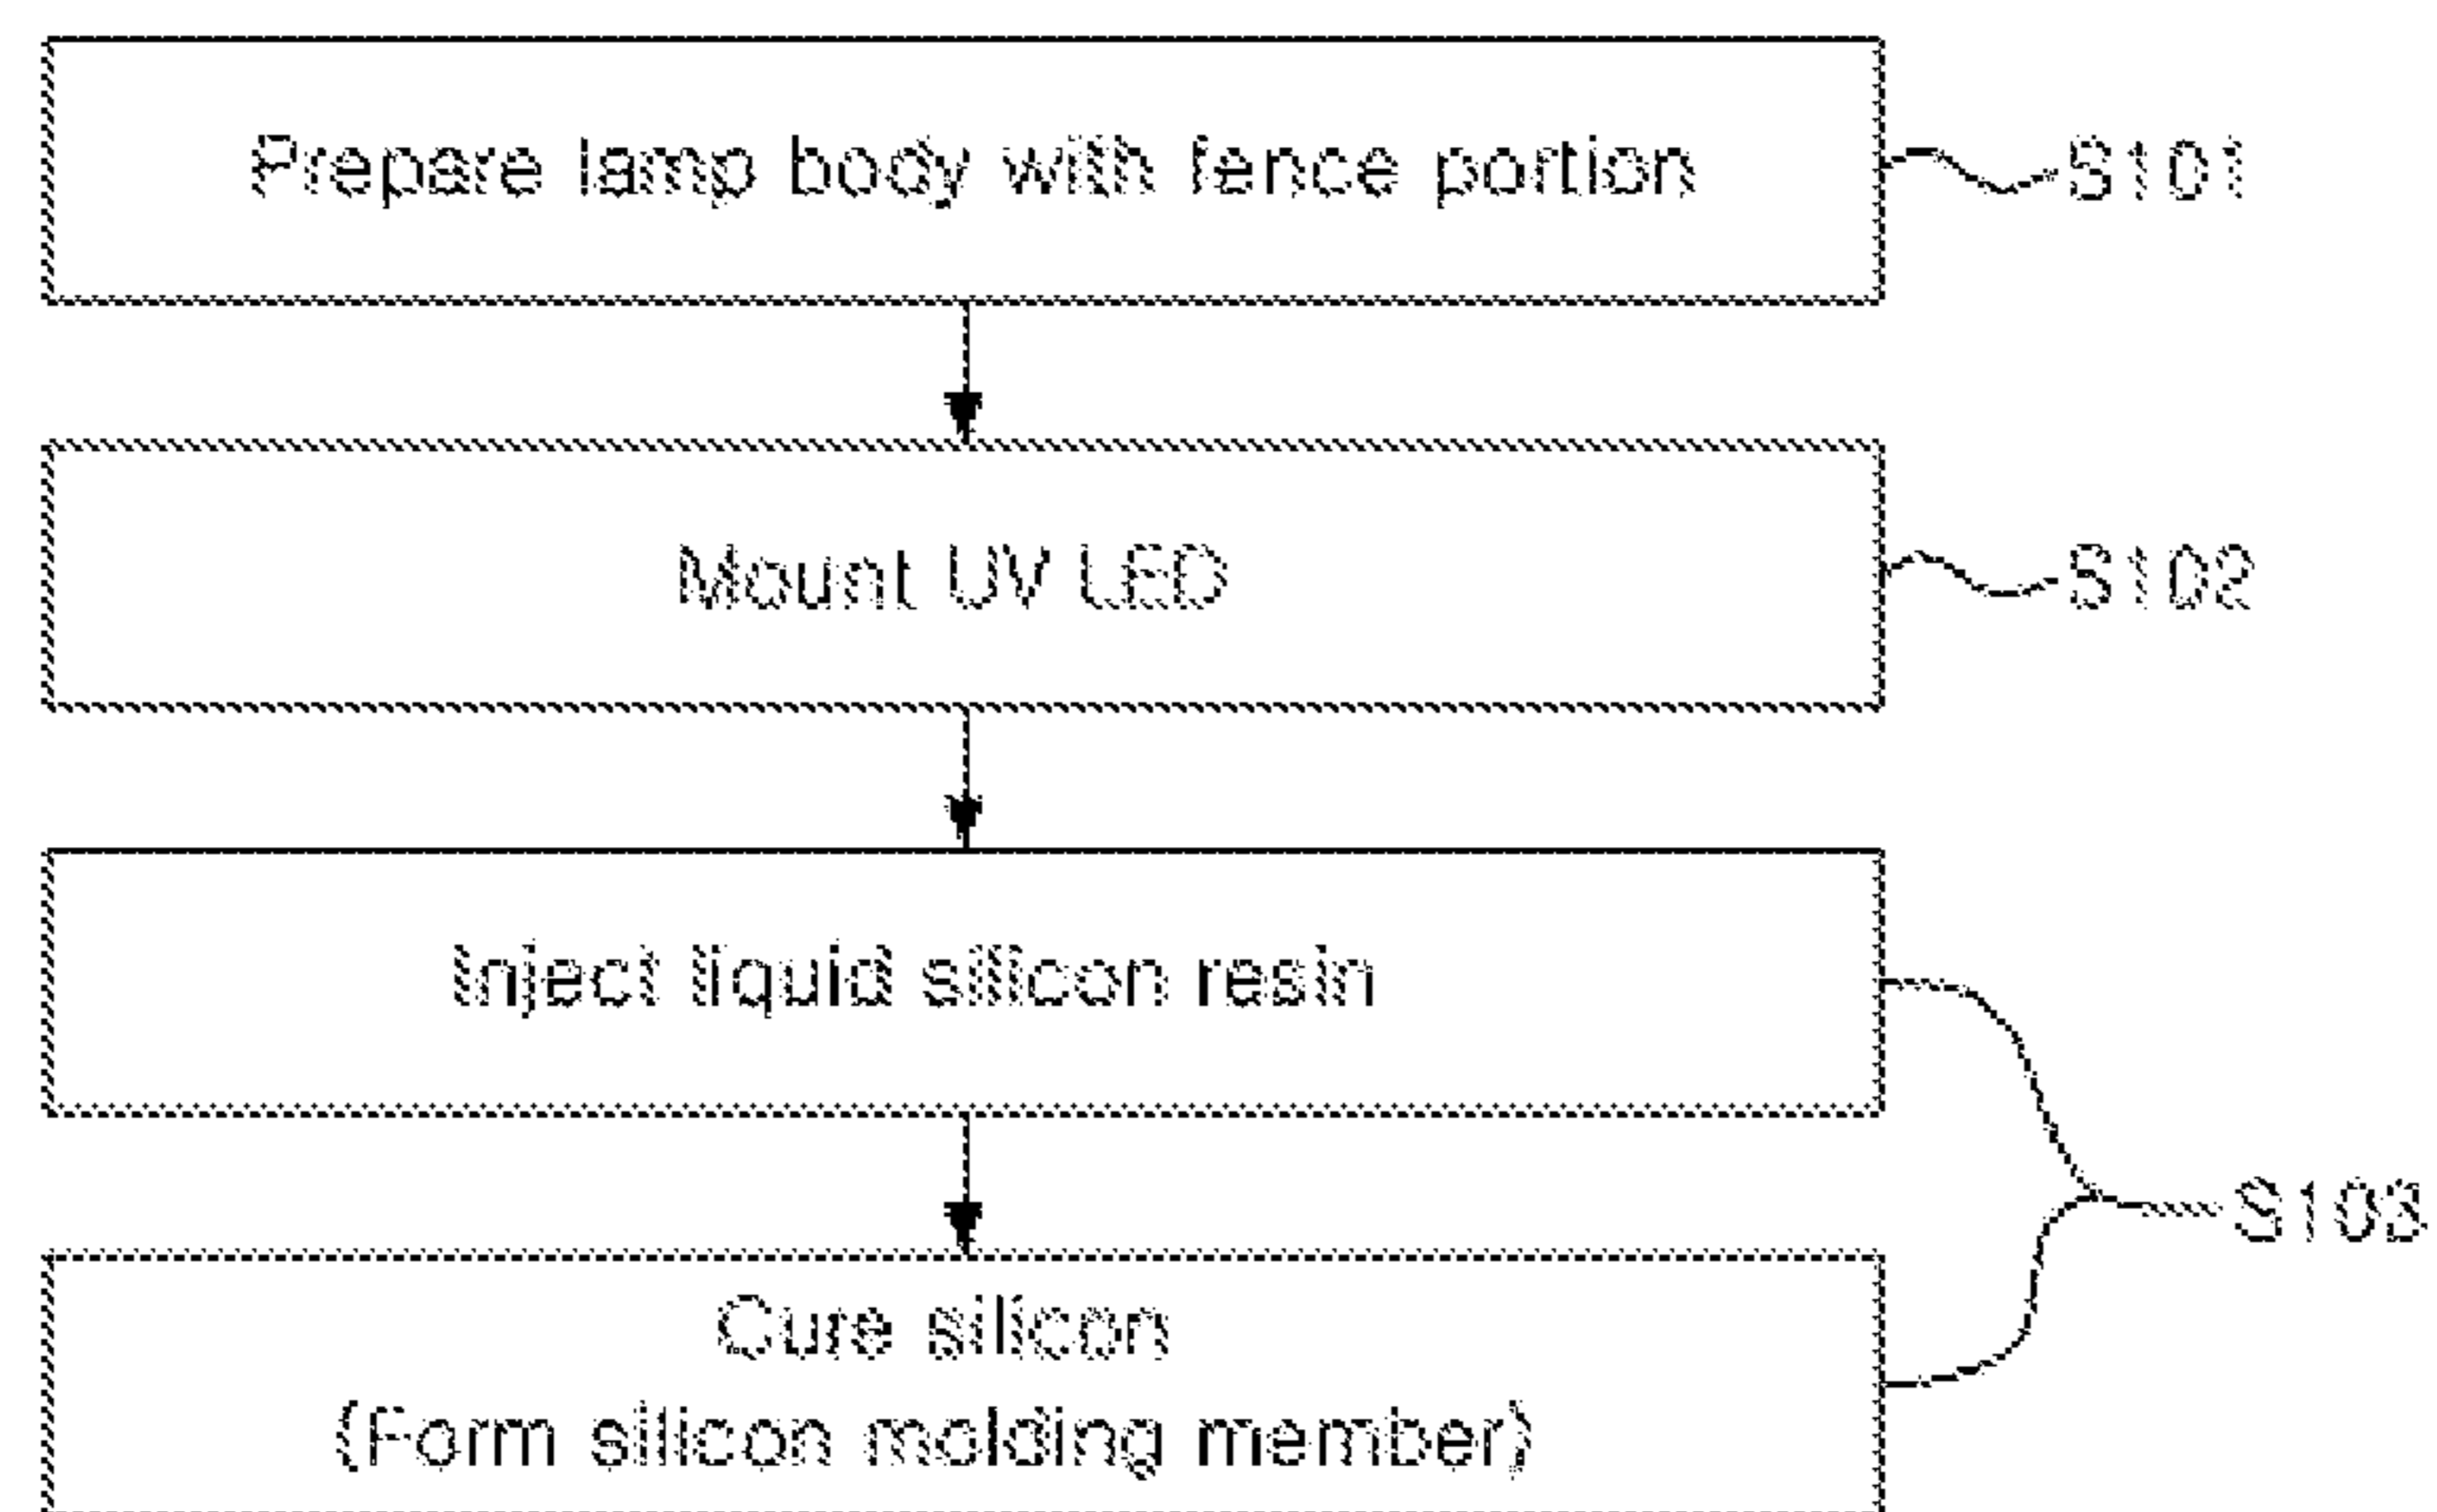 Prepare lamp body with fence portion
S101
Mount UV LED
S102
Inject liquid silicon resin
S103
Cure silicon
(Form silicon molding member)